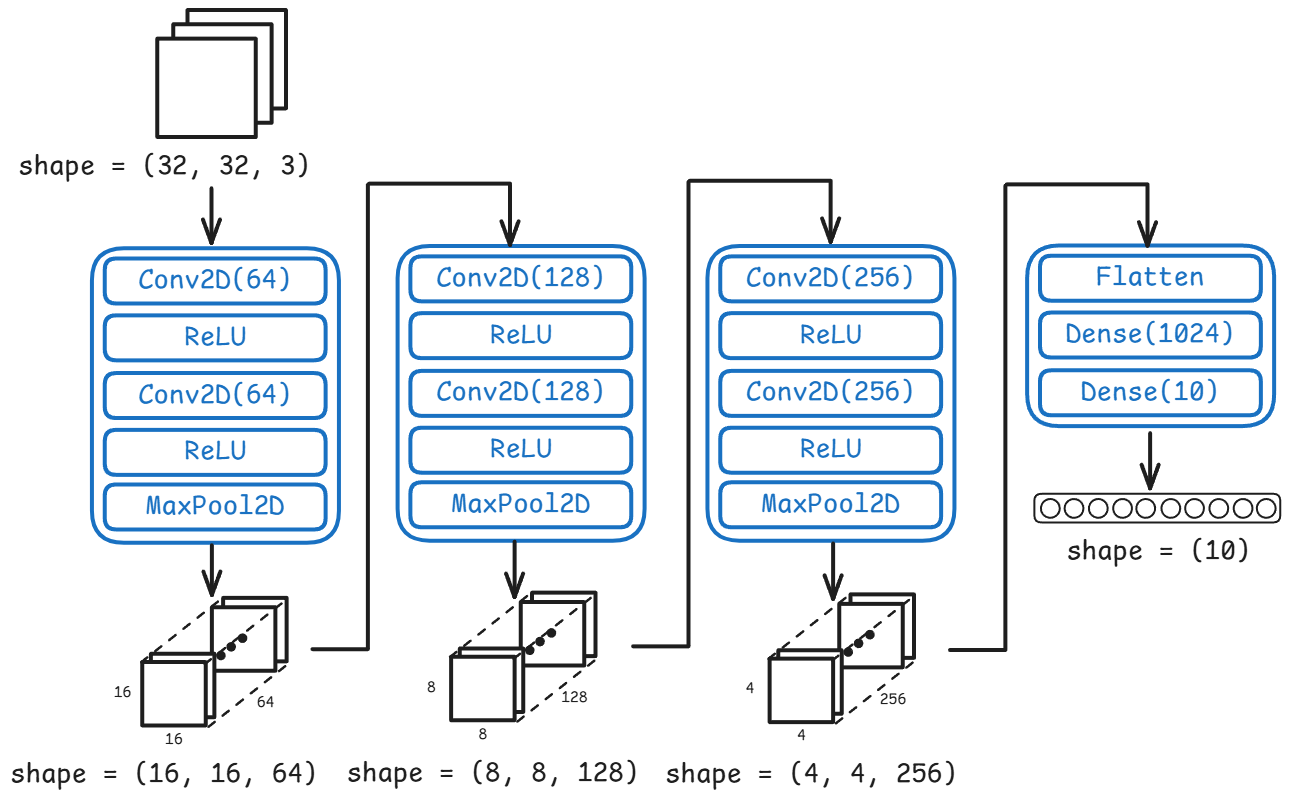 shape = (32, 32, 3)
Conv2D(64)
ReLU
Conv2D(64)
ReLU
MaxPool2D
16
64
16
shape = (16, 16, 64)
Conv2D(128)
ReLU
Conv2D(128)
ReLU
MaxPool2D
8
128
8
shape = (8, 8, 128)
Conv2D(256)
ReLU
Conv2D(256)
ReLU
MaxPool2D
4
256
4
shape = (4, 4, 256)
Flatten
Dense(1024)
Dense(10)
shape = (10)